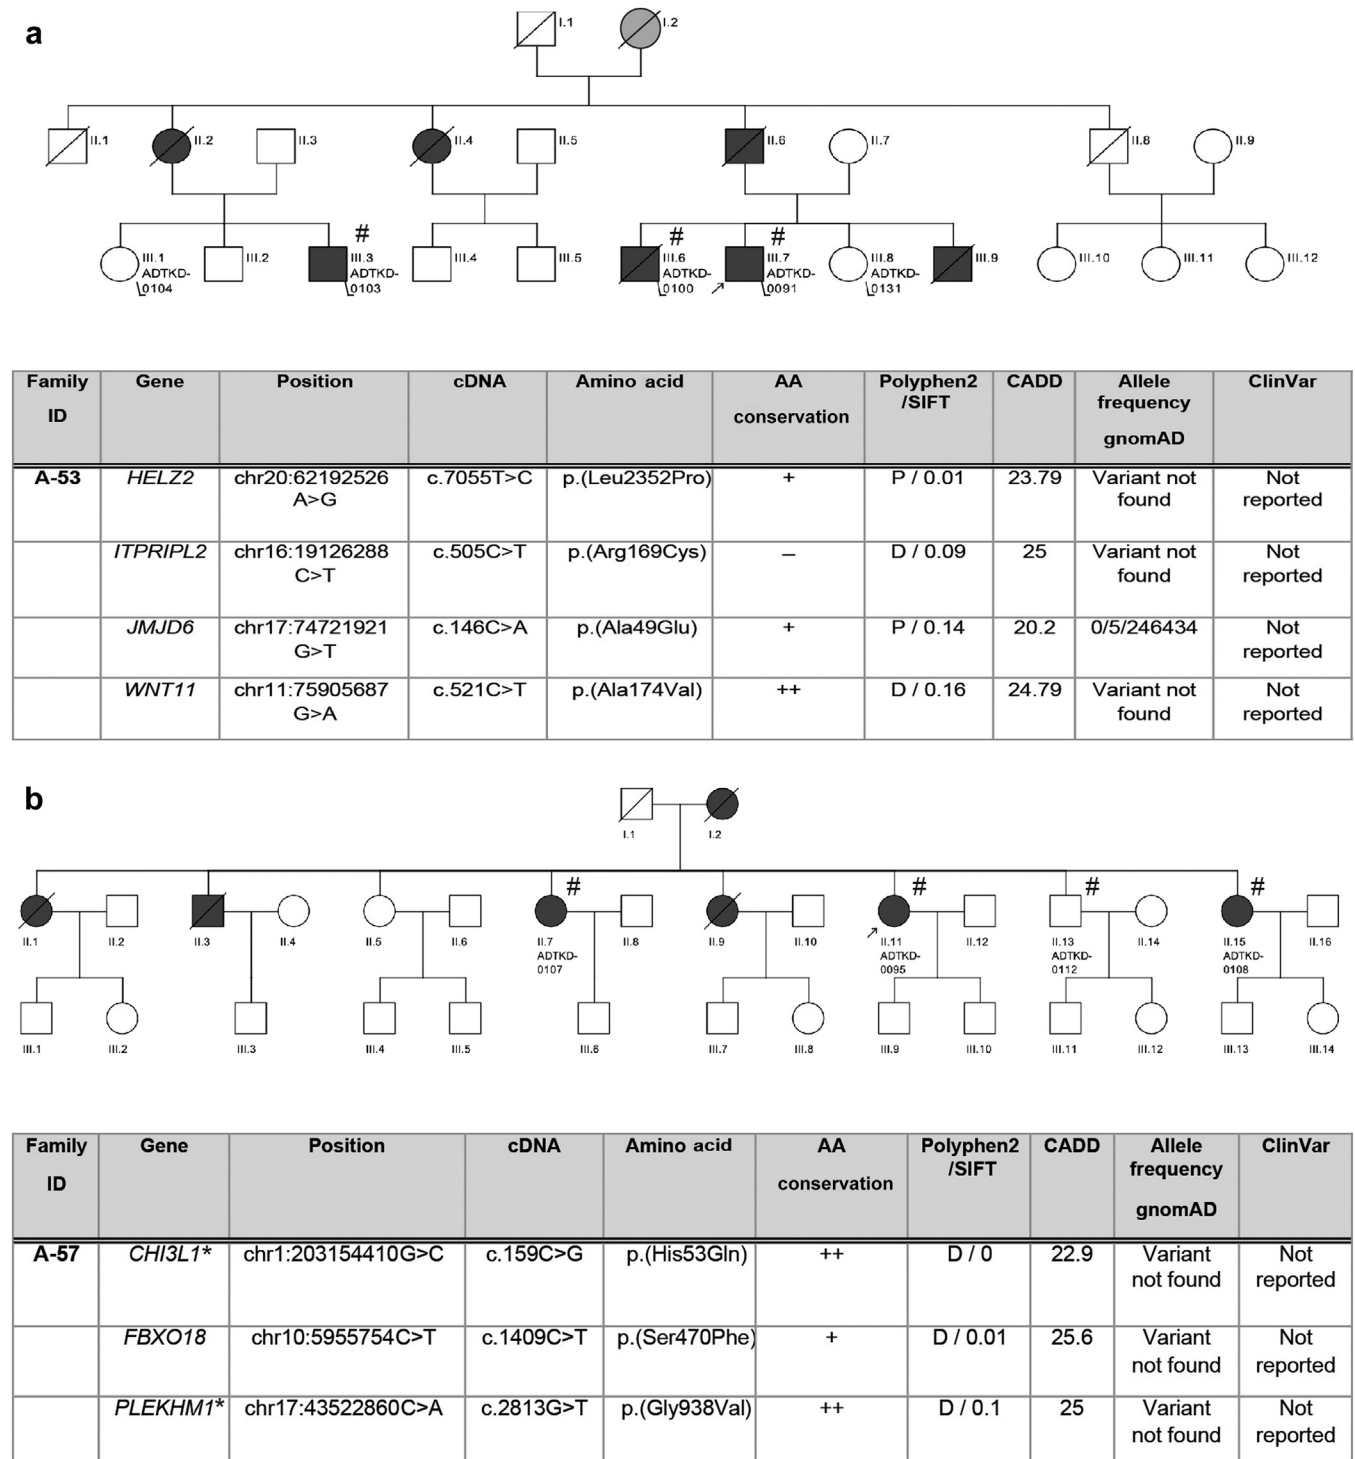 a
I.1
I.2
II.1
II.2
II.3
II.4
II.5
II.6
II.7
II.8
II.9
#
#
#
III.1
ADTKD-
0104
III.2
III.3
ADTKD-
0103
III.4
III.5
III.6
ADTKD-
0100
III.7
ADTKD-
0091
III.8
ADTKD-
0131
III.9
III.10
III.11
III.12
Family ID Gene Position cDNA Amino acid AA conservation Polyphen2 /SIFT CADD Allele frequency gnomAD ClinVar
A-53 HELZ2 chr20:62192526 A>G c.7055T>C p.(Leu2352Pro) + P / 0.01 23.79 Variant not found Not reported
ITPRIPL2 chr16:19126288 C>T c.505C>T p.(Arg169Cys) – D / 0.09 25 Variant not found Not reported
JMJD6 chr17:74721921 G>T c.146C>A p.(Ala49Glu) + P / 0.14 20.2 0/5/246434 Not reported
WNT11 chr11:75905687 G>A c.521C>T p.(Ala174Val) ++ D / 0.16 24.79 Variant not found Not reported
b
I.1
I.2
#
#
#
#
II.1
II.2
II.3
II.4
II.5
II.6
II.7
ADTKD-
0107
II.8
II.9
II.10
II.11
ADTKD-
0095
II.12
II.13
ADTKD-
0112
II.14
II.15
ADTKD-
0108
II.16
III.1
III.2
III.3
III.4
III.5
III.6
III.7
III.8
III.9
III.10
III.11
III.12
III.13
III.14
Family ID Gene Position cDNA Amino acid AA conservation Polyphen2 /SIFT CADD Allele frequency gnomAD ClinVar
A-57 CHI3L1* chr1:203154410G>C c.159C>G p.(His53Gln) ++ D / 0 22.9 Variant not found Not reported
FBXO18 chr10:5955754C>T c.1409C>T p.(Ser470Phe) + D / 0.01 25.6 Variant not found Not reported
PLEKHM1* chr17:43522860C>A c.2813G>T p.(Gly938Val) ++ D / 0.1 25 Variant not found Not reported